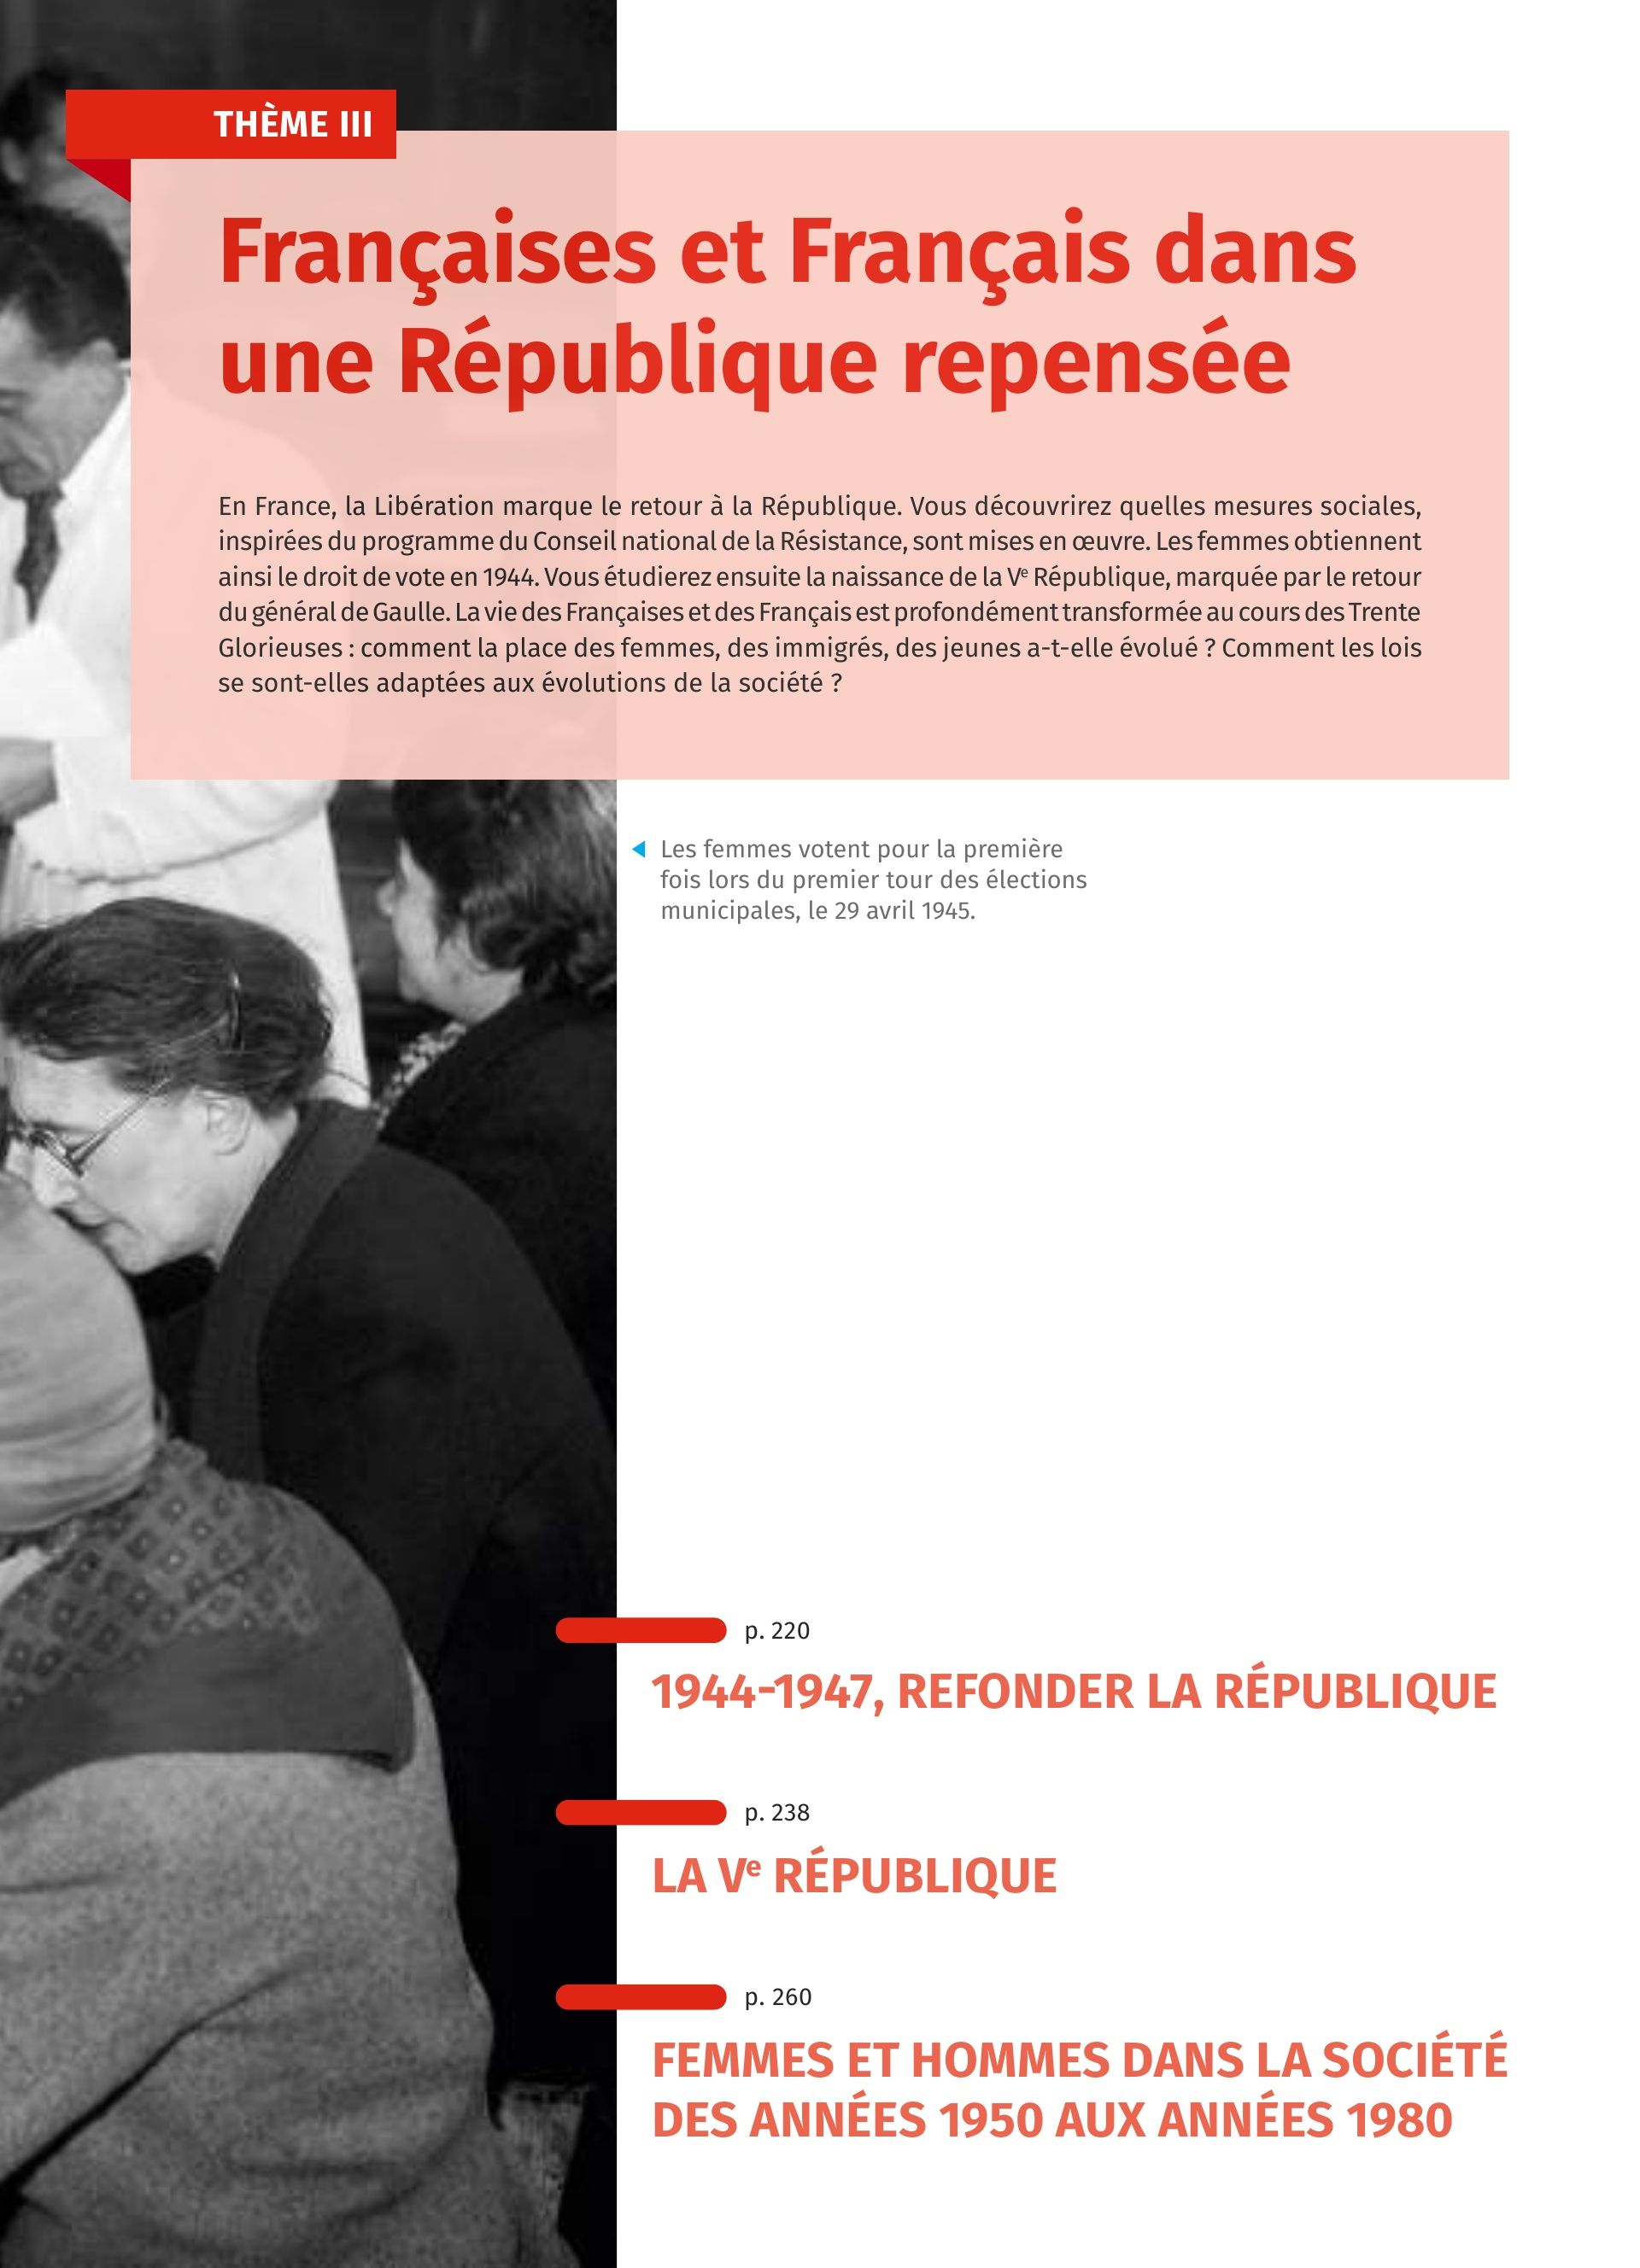 THÈME III
Françaises et Français dans
une République repensée
En France, la Libération marque le retour à la République. Vous découvrirez quelles mesures sociales,
inspirées du programme du Conseil national de la Résistance, sont mises en œuvre. Les femmes obtiennent
ainsi le droit de vote en 1944. Vous étudierez ensuite la naissance de la Vᵉ République, marquée par le retour
du général de Gaulle. La vie des Françaises et des Français est profondément transformée au cours des Trente
Glorieuses : comment la place des femmes, des immigrés, des jeunes a-t-elle évolué ? Comment les lois
se sont-elles adaptées aux évolutions de la société ?
Les femmes votent pour la première
fois lors du premier tour des élections
municipales, le 29 avril 1945.
p. 220
1944-1947, REFONDER LA RÉPUBLIQUE
p. 238
LA Vᵉ RÉPUBLIQUE
p. 260
FEMMES ET HOMMES DANS LA SOCIÉTÉ
DES ANNÉES 1950 AUX ANNÉES 1980